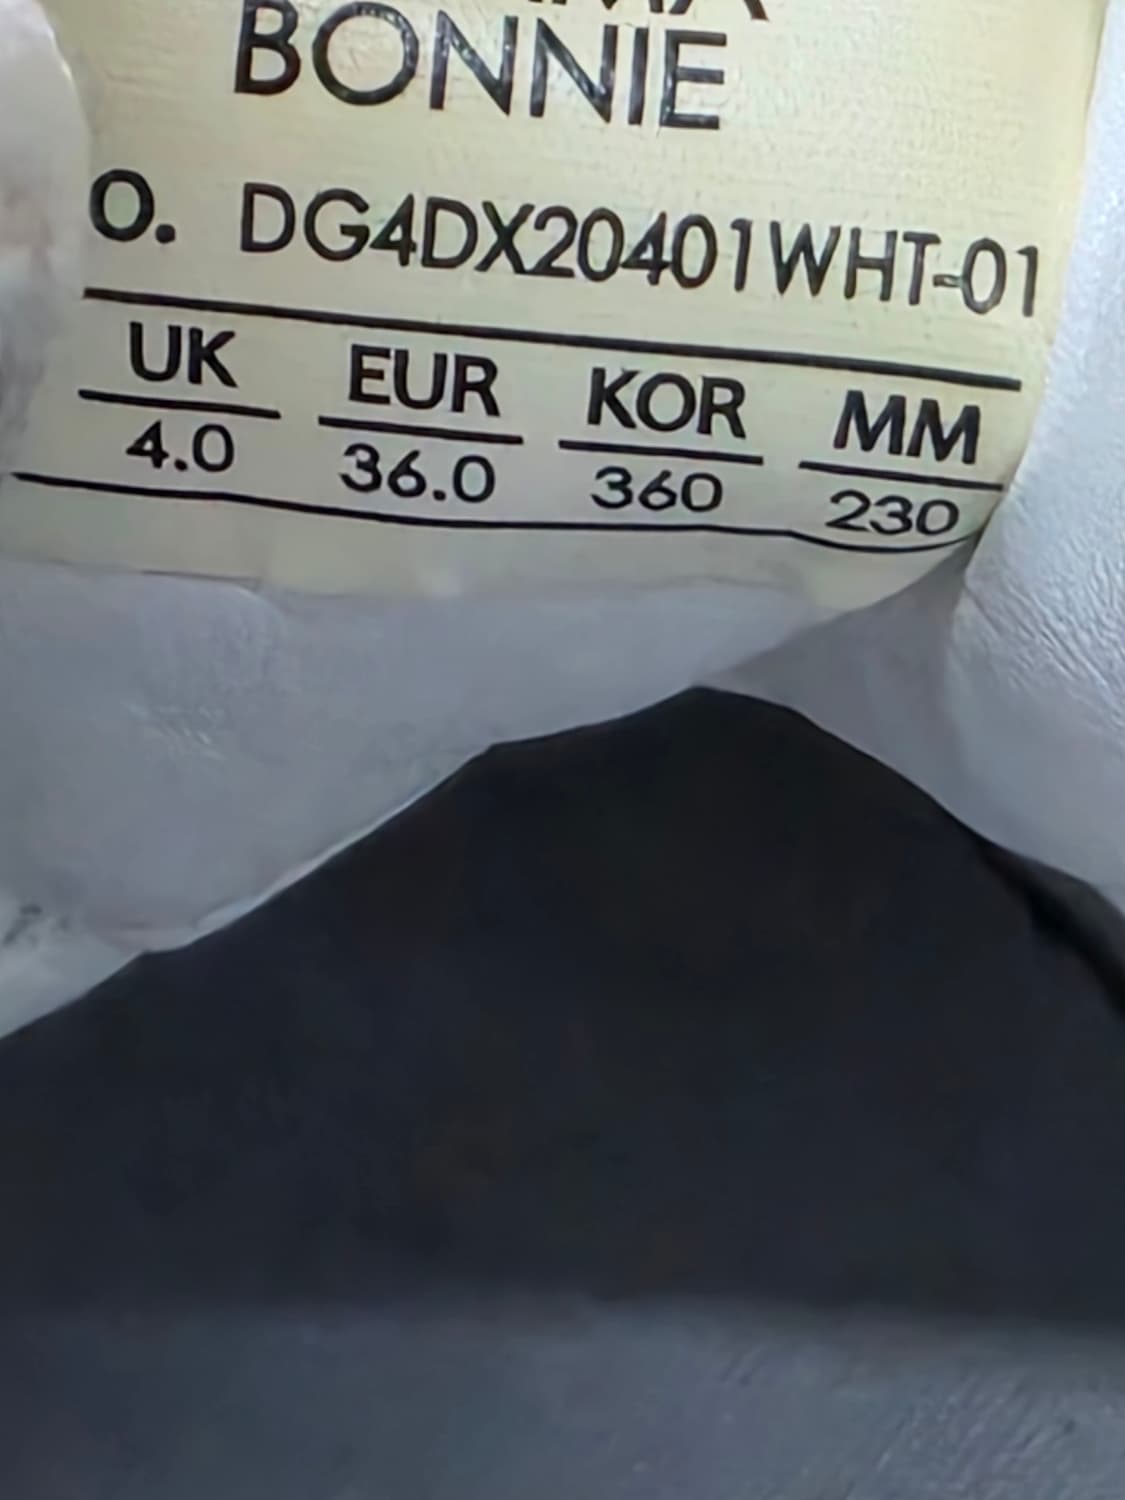 BONNIE
O. DG4DX20401WHT-01
UK EUR KOR MM
4.0 36.0 360 230